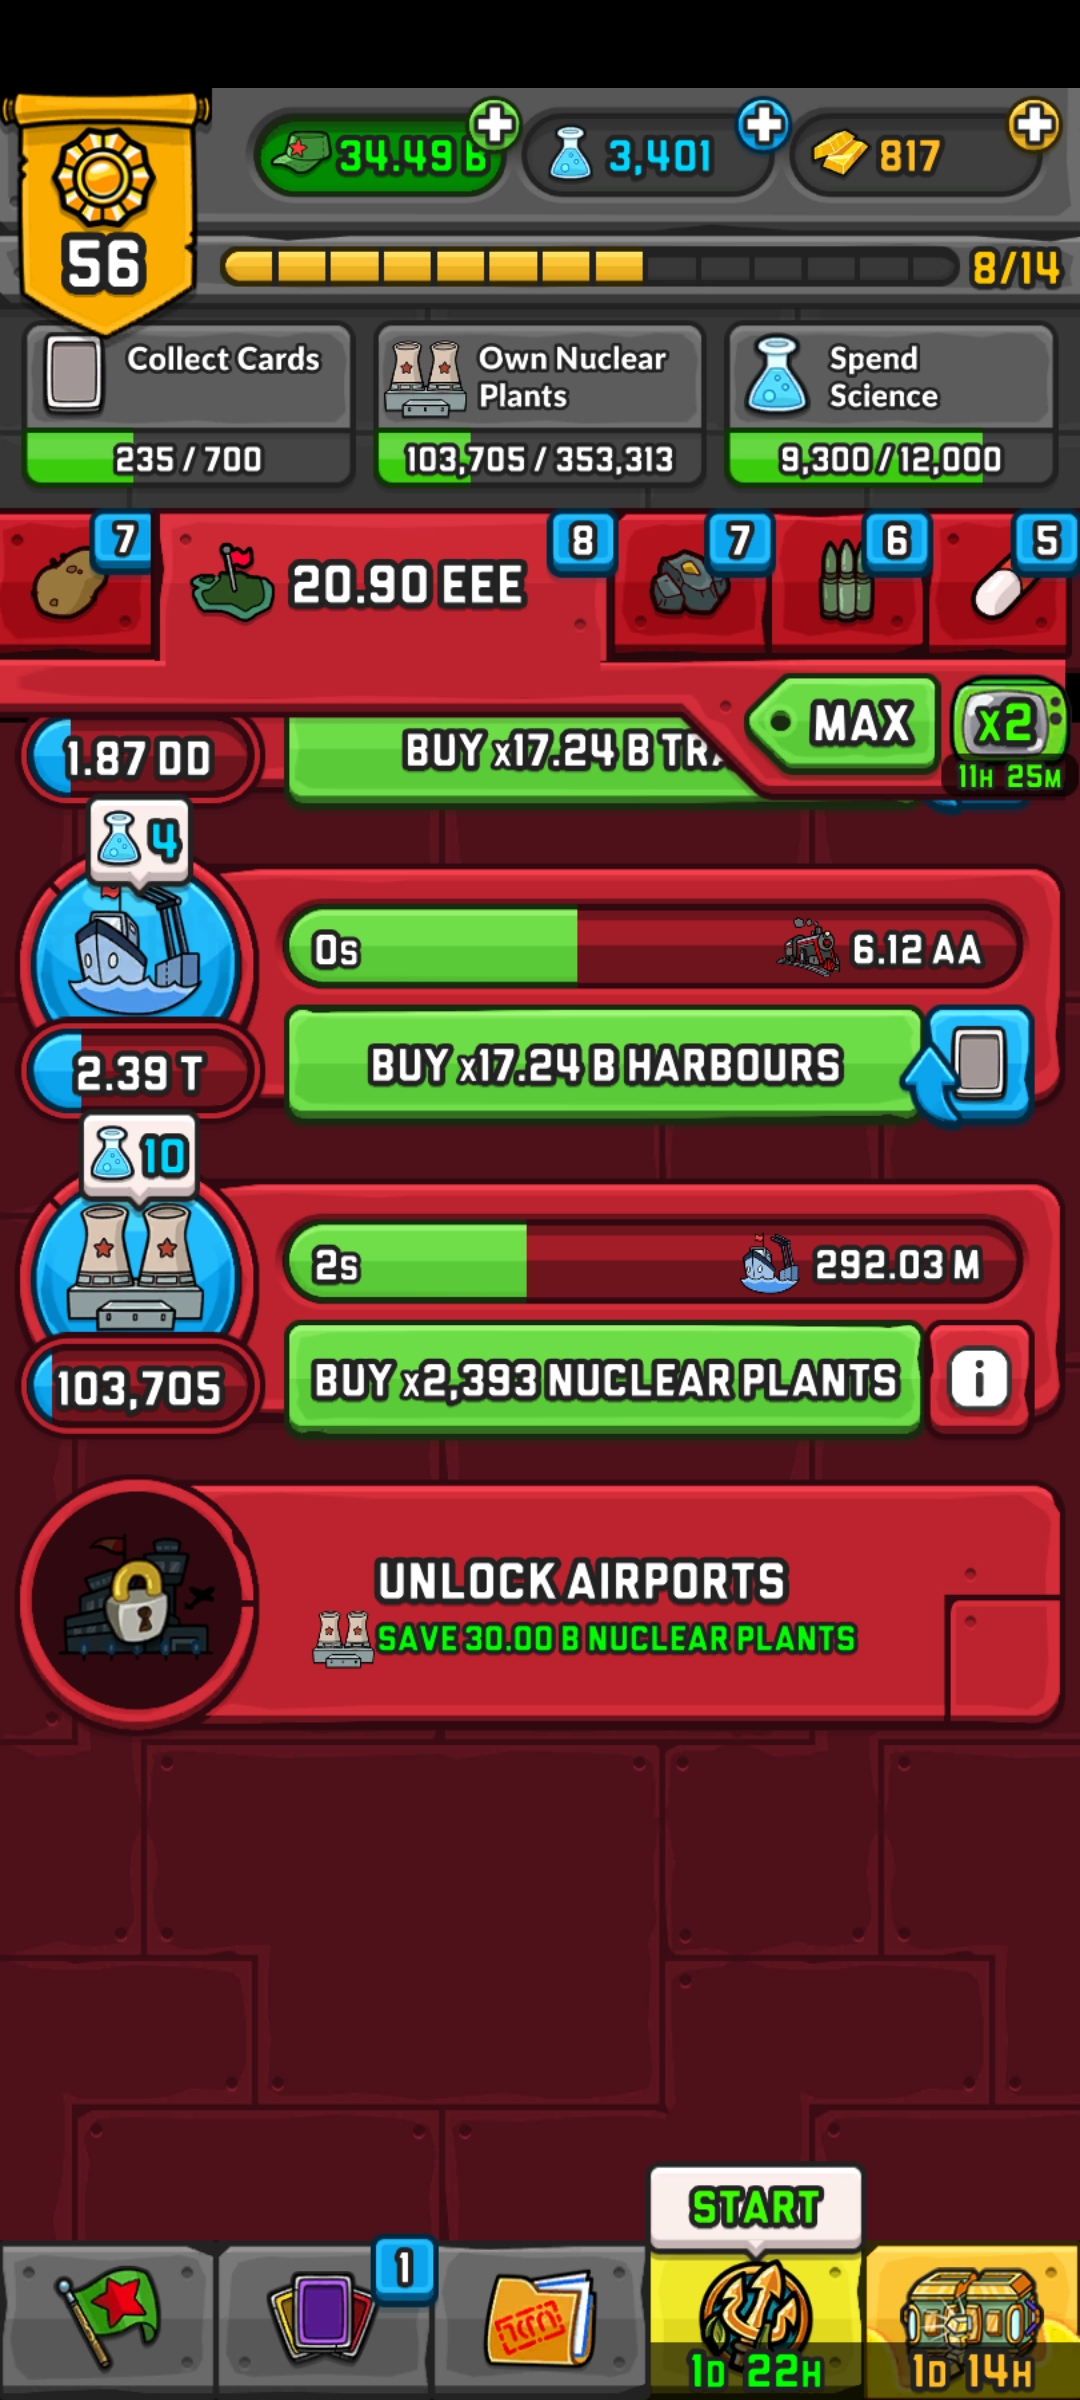 34.49 B
3,401
817
56
8/14
Collect Cards
235 / 700
Own Nuclear
Plants
103,705 / 353,313
Spend
Science
9,300 / 12,000
7
20.90 EEE
8
7
6
5
MAX
x2
11H 25M
1.87 DD
BUY x17.24 B
4
0s
6.12 AA
2.39 T
BUY x17.24 B HARBOURS
10
2s
292.03 M
103,705
BUY x2,393 NUCLEAR PLANTS
i
UNLOCK AIRPORTS
SAVE 30.00 B NUCLEAR PLANTS
START
1
1D 22H
1D 14H